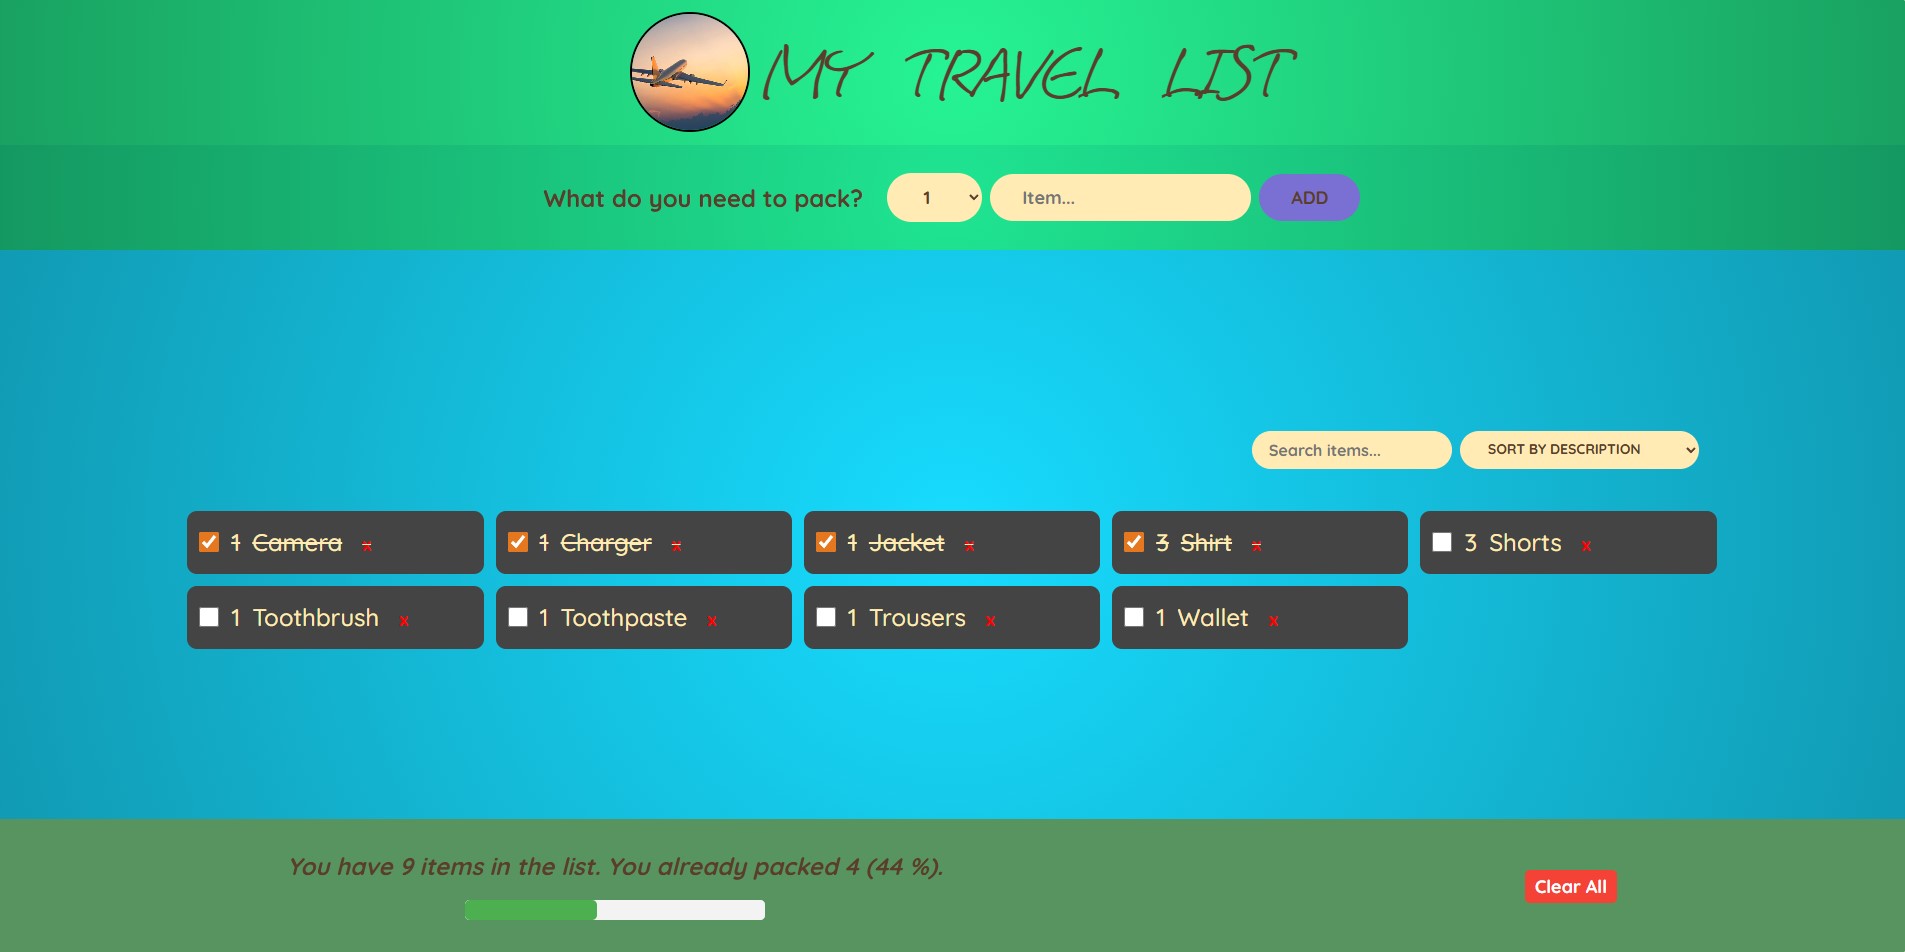 MY TRAVEL LIST
What do you need to pack? 1 Item... ADD
Search items... SORT BY DESCRIPTION
1 Camera x 1 Charger x 1 Jacket x 3 Shirt x 3 Shorts x
1 Toothbrush x 1 Toothpaste x 1 Trousers x 1 Wallet x
You have 9 items in the list. You already packed 4 (44 %).
Clear All